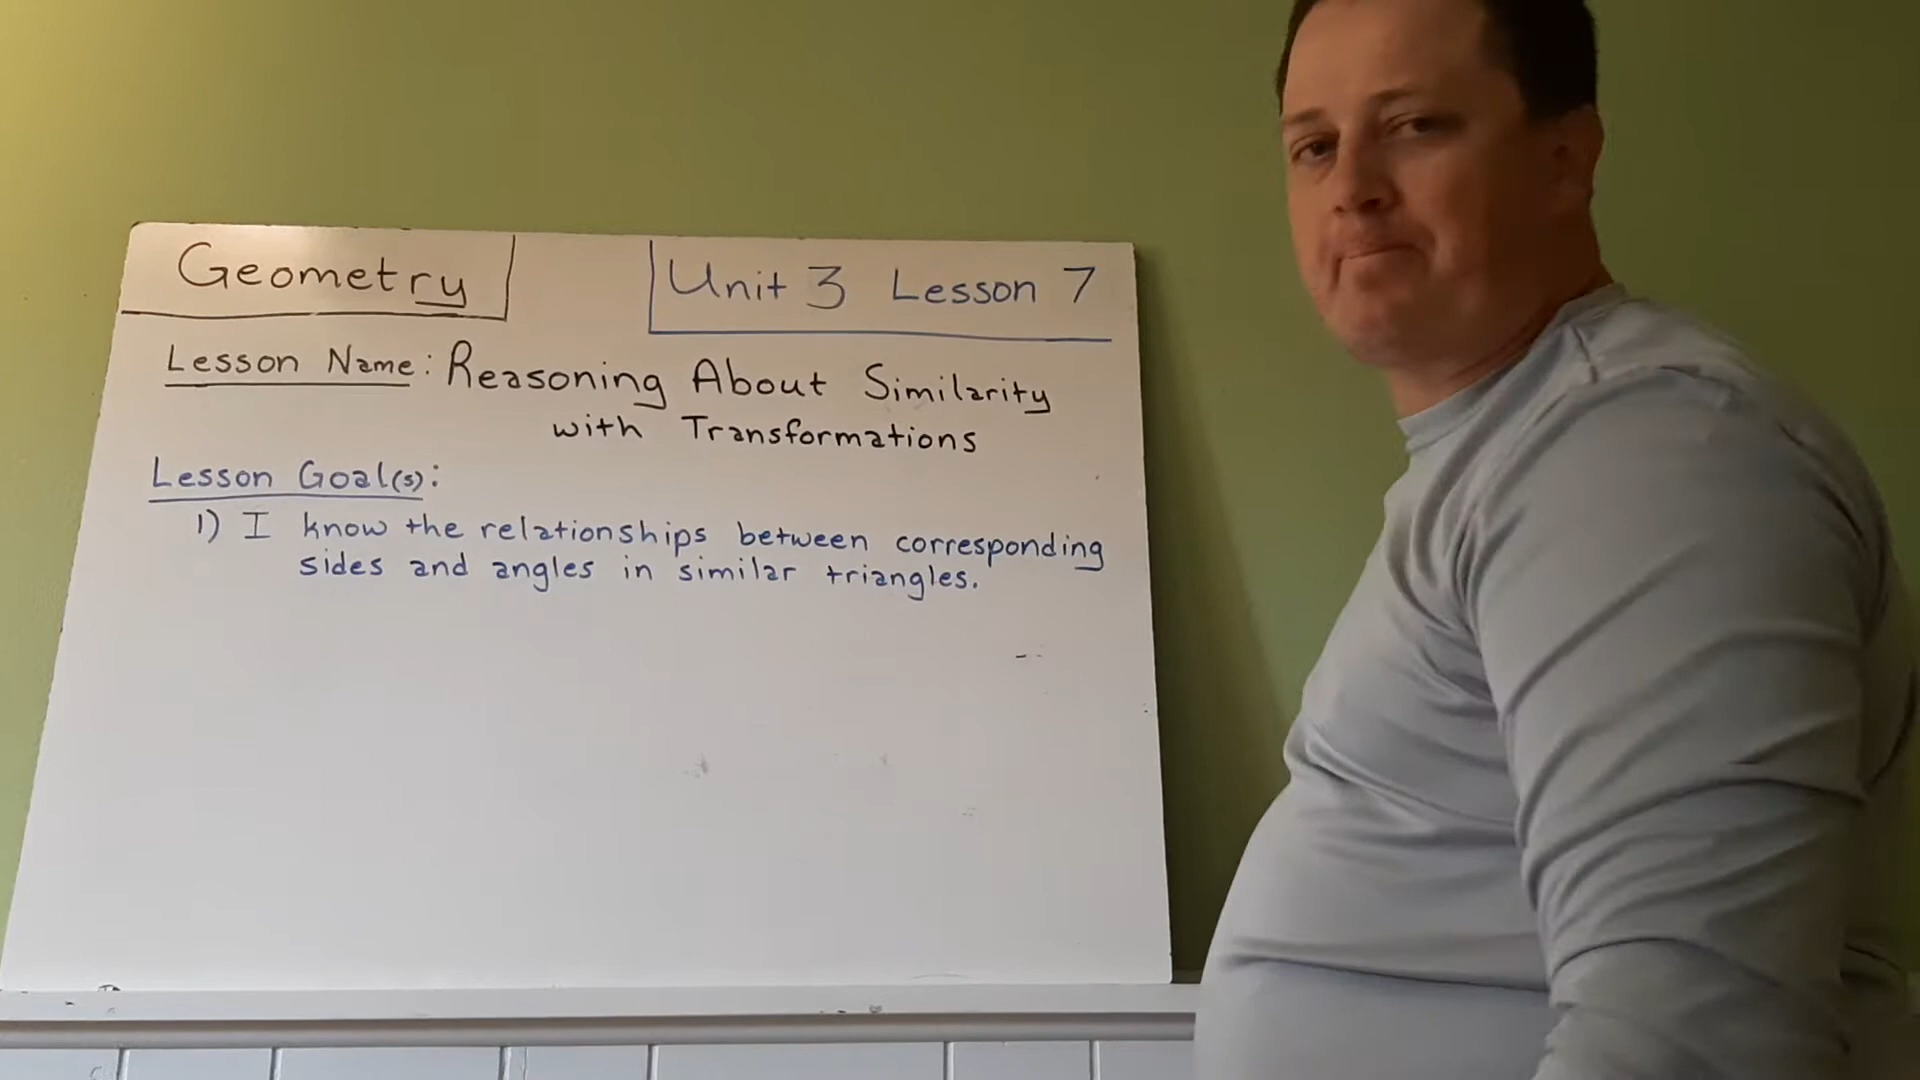 Geometry
Unit 3 Lesson 7
Lesson Name: Reasoning About Similarity
with Transformations
Lesson Goal(s):
1) I know the relationships between corresponding
sides and angles in similar triangles.